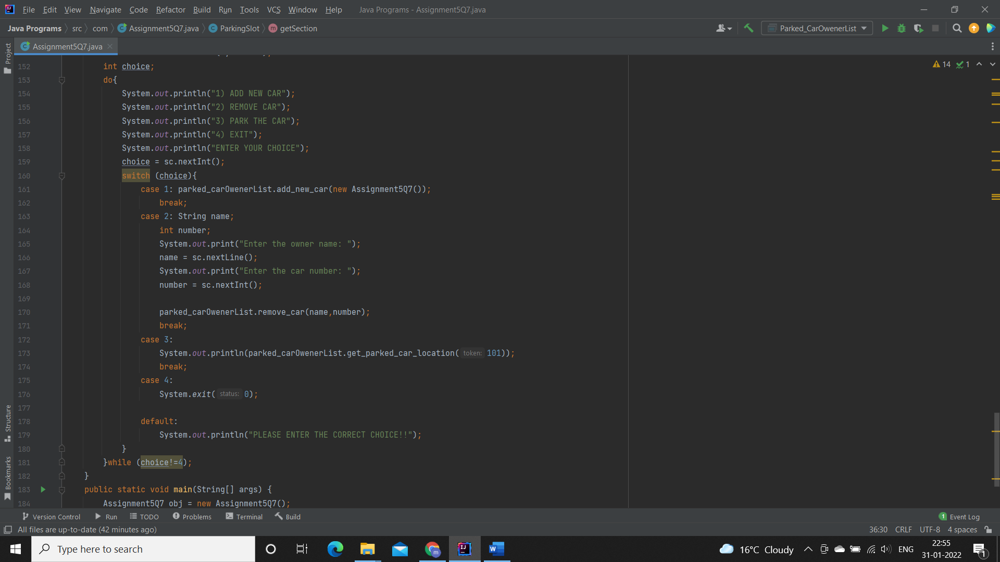 File Edit View Navigate Code Refactor Build Run Tools VCS Window Help Java Programs - Assignment5Q7.java
Java Programs src com Assignment5Q7.java ParkingSlot getSection Parked_CarOwenerList
Project
Assignment5Q7.java
14 1
152 int choice;
153 do{
154 System.out.println("1) ADD NEW CAR");
155 System.out.println("2) REMOVE CAR");
156 System.out.println("3) PARK THE CAR");
157 System.out.println("4) EXIT");
158 System.out.println("ENTER YOUR CHOICE");
159 choice = sc.nextInt();
160 switch (choice){
161 case 1: parked_carOwenerList.add_new_car(new Assignment5Q7());
162 break;
163 case 2: String name;
164 int number;
165 System.out.print("Enter the owner name: ");
166 name = sc.nextLine();
167 System.out.print("Enter the car number: ");
168 number = sc.nextInt();
169
170 parked_carOwenerList.remove_car(name,number);
171 break;
172 case 3:
173 System.out.println(parked_carOwenerList.get_parked_car_location( token: 101));
174 break;
175 case 4:
176 System.exit( status: 0);
177
178 default:
179 System.out.println("PLEASE ENTER THE CORRECT CHOICE!!");
180 }
181 }while (choice!=4);
182 }
183 public static void main(String[] args) {
184 Assignment5Q7 obj = new Assignment5Q7();
Structure
Bookmarks
Version Control Run TODO Problems Terminal Build 1 Event Log
All files are up-to-date (42 minutes ago) 36:30 CRLF UTF-8 4 spaces
Type here to search 16°C Cloudy ENG 22:55
31-01-2022 1